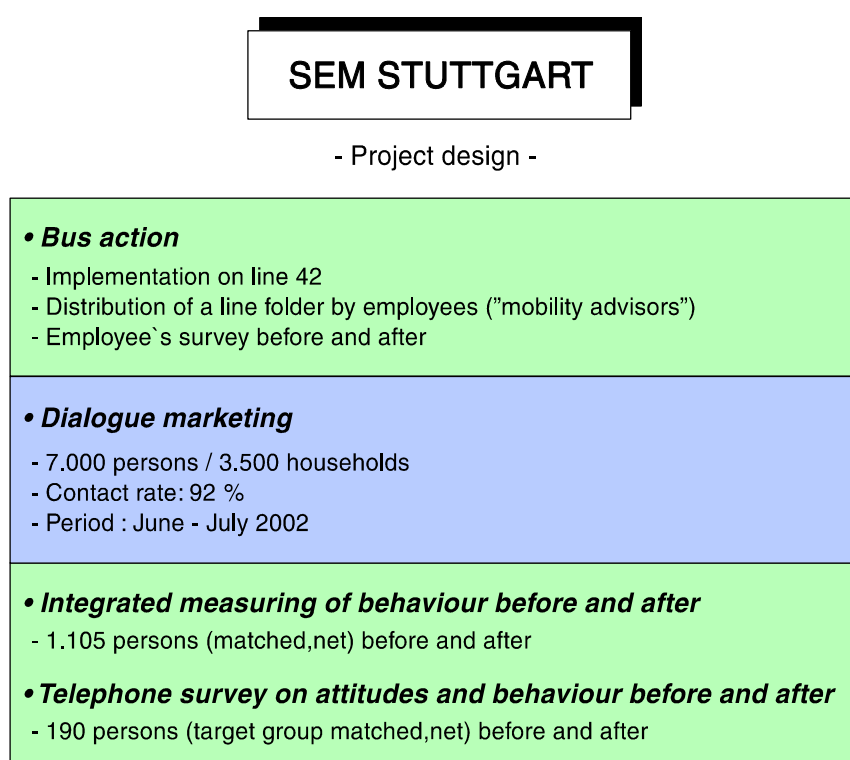 SEM STUTTGART
- Project design -
• Bus action
- Implementation on line 42
- Distribution of a line folder by employees (”mobility advisors”)
- Employee`s survey before and after
• Dialogue marketing
- 7.000 persons / 3.500 households
- Contact rate: 92 %
- Period : June - July 2002
• Integrated measuring of behaviour before and after
- 1.105 persons (matched,net) before and after
• Telephone survey on attitudes and behaviour before and after
- 190 persons (target group matched,net) before and after